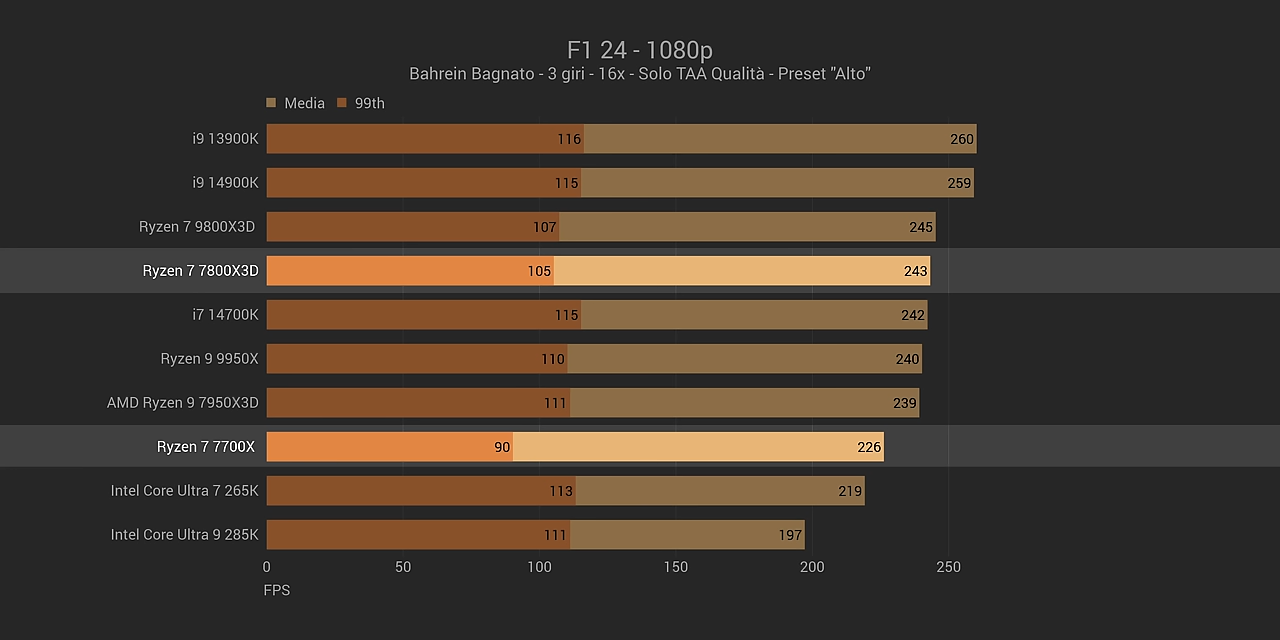 F1 24 - 1080p
Bahrein Bagnato - 3 giri - 16x - Solo TAA Qualità - Preset "Alto"
Media 99th
i9 13900K 116 260
i9 14900K 115 259
Ryzen 7 9800X3D 107 245
Ryzen 7 7800X3D 105 243
i7 14700K 115 242
Ryzen 9 9950X 110 240
AMD Ryzen 9 7950X3D 111 239
Ryzen 7 7700X 90 226
Intel Core Ultra 7 265K 113 219
Intel Core Ultra 9 285K 111 197
0 50 100 150 200 250
FPS